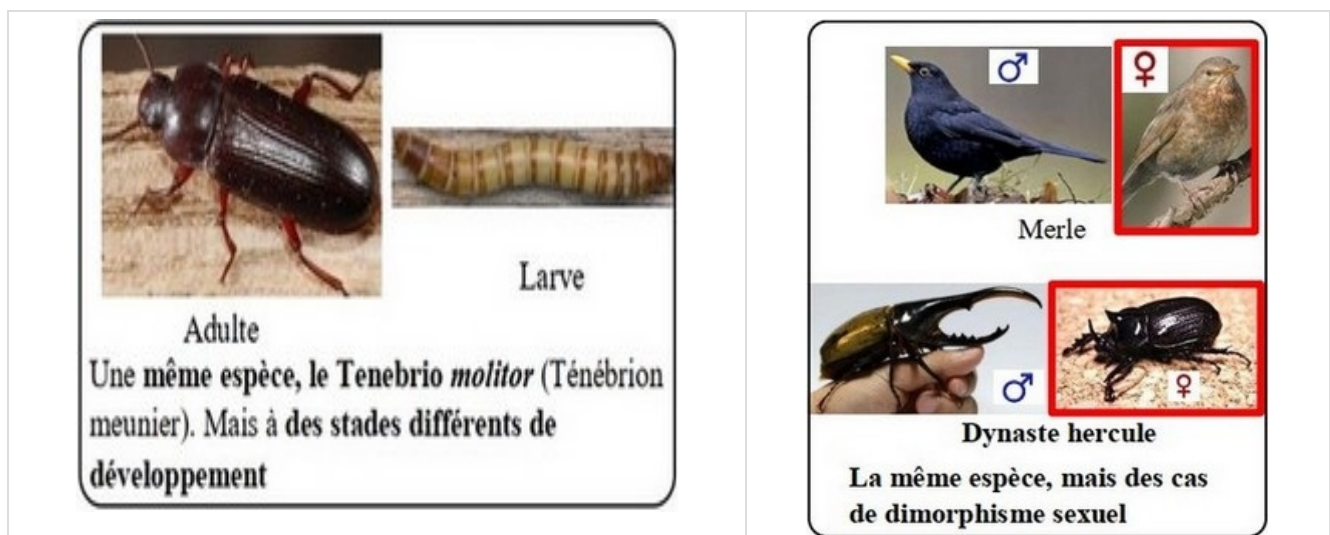 Adulte
Larve
Une même espèce, le Tenebrio molitor (Ténébrion
meunier). Mais à des stades différents de
développement
♂
♀
Merle
♂
♀
Dynaste hercule
La même espèce, mais des cas
de dimorphisme sexuel